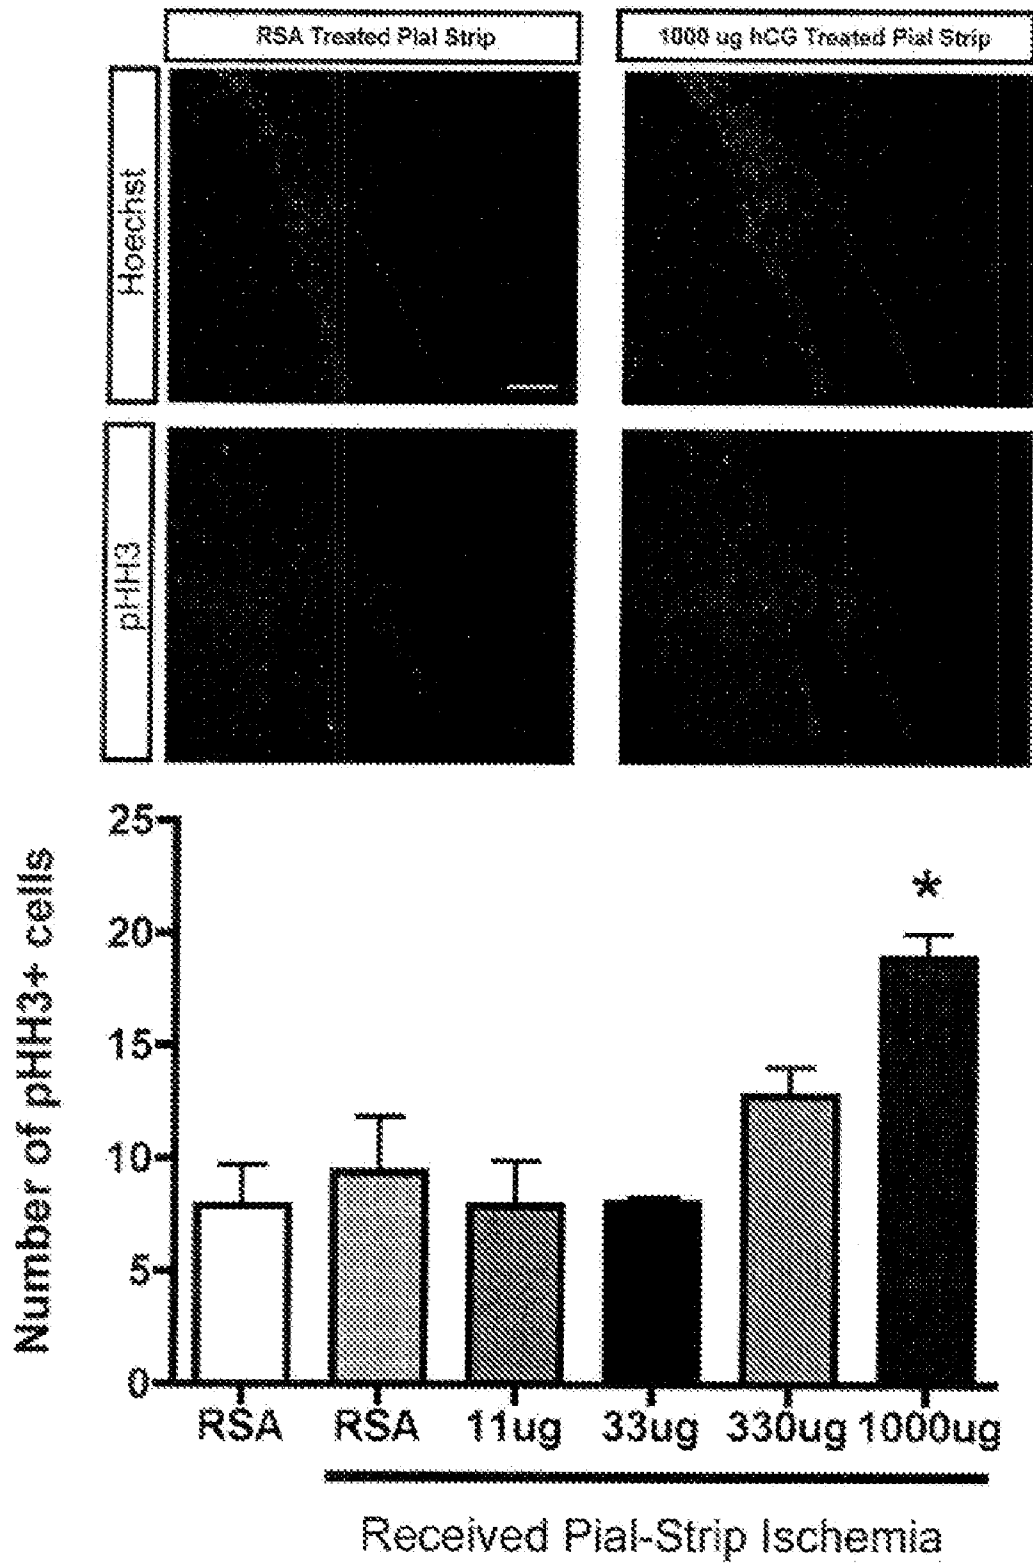 RSA Treated Pial Strip
1000 ug hCG Treated Pial Strip
Hoechst
pHH3
Number of pHH3+ cells
25
20
15
10
5
0
*
RSA RSA 11ug 33ug 330ug 1000ug
Received Pial-Strip Ischemia